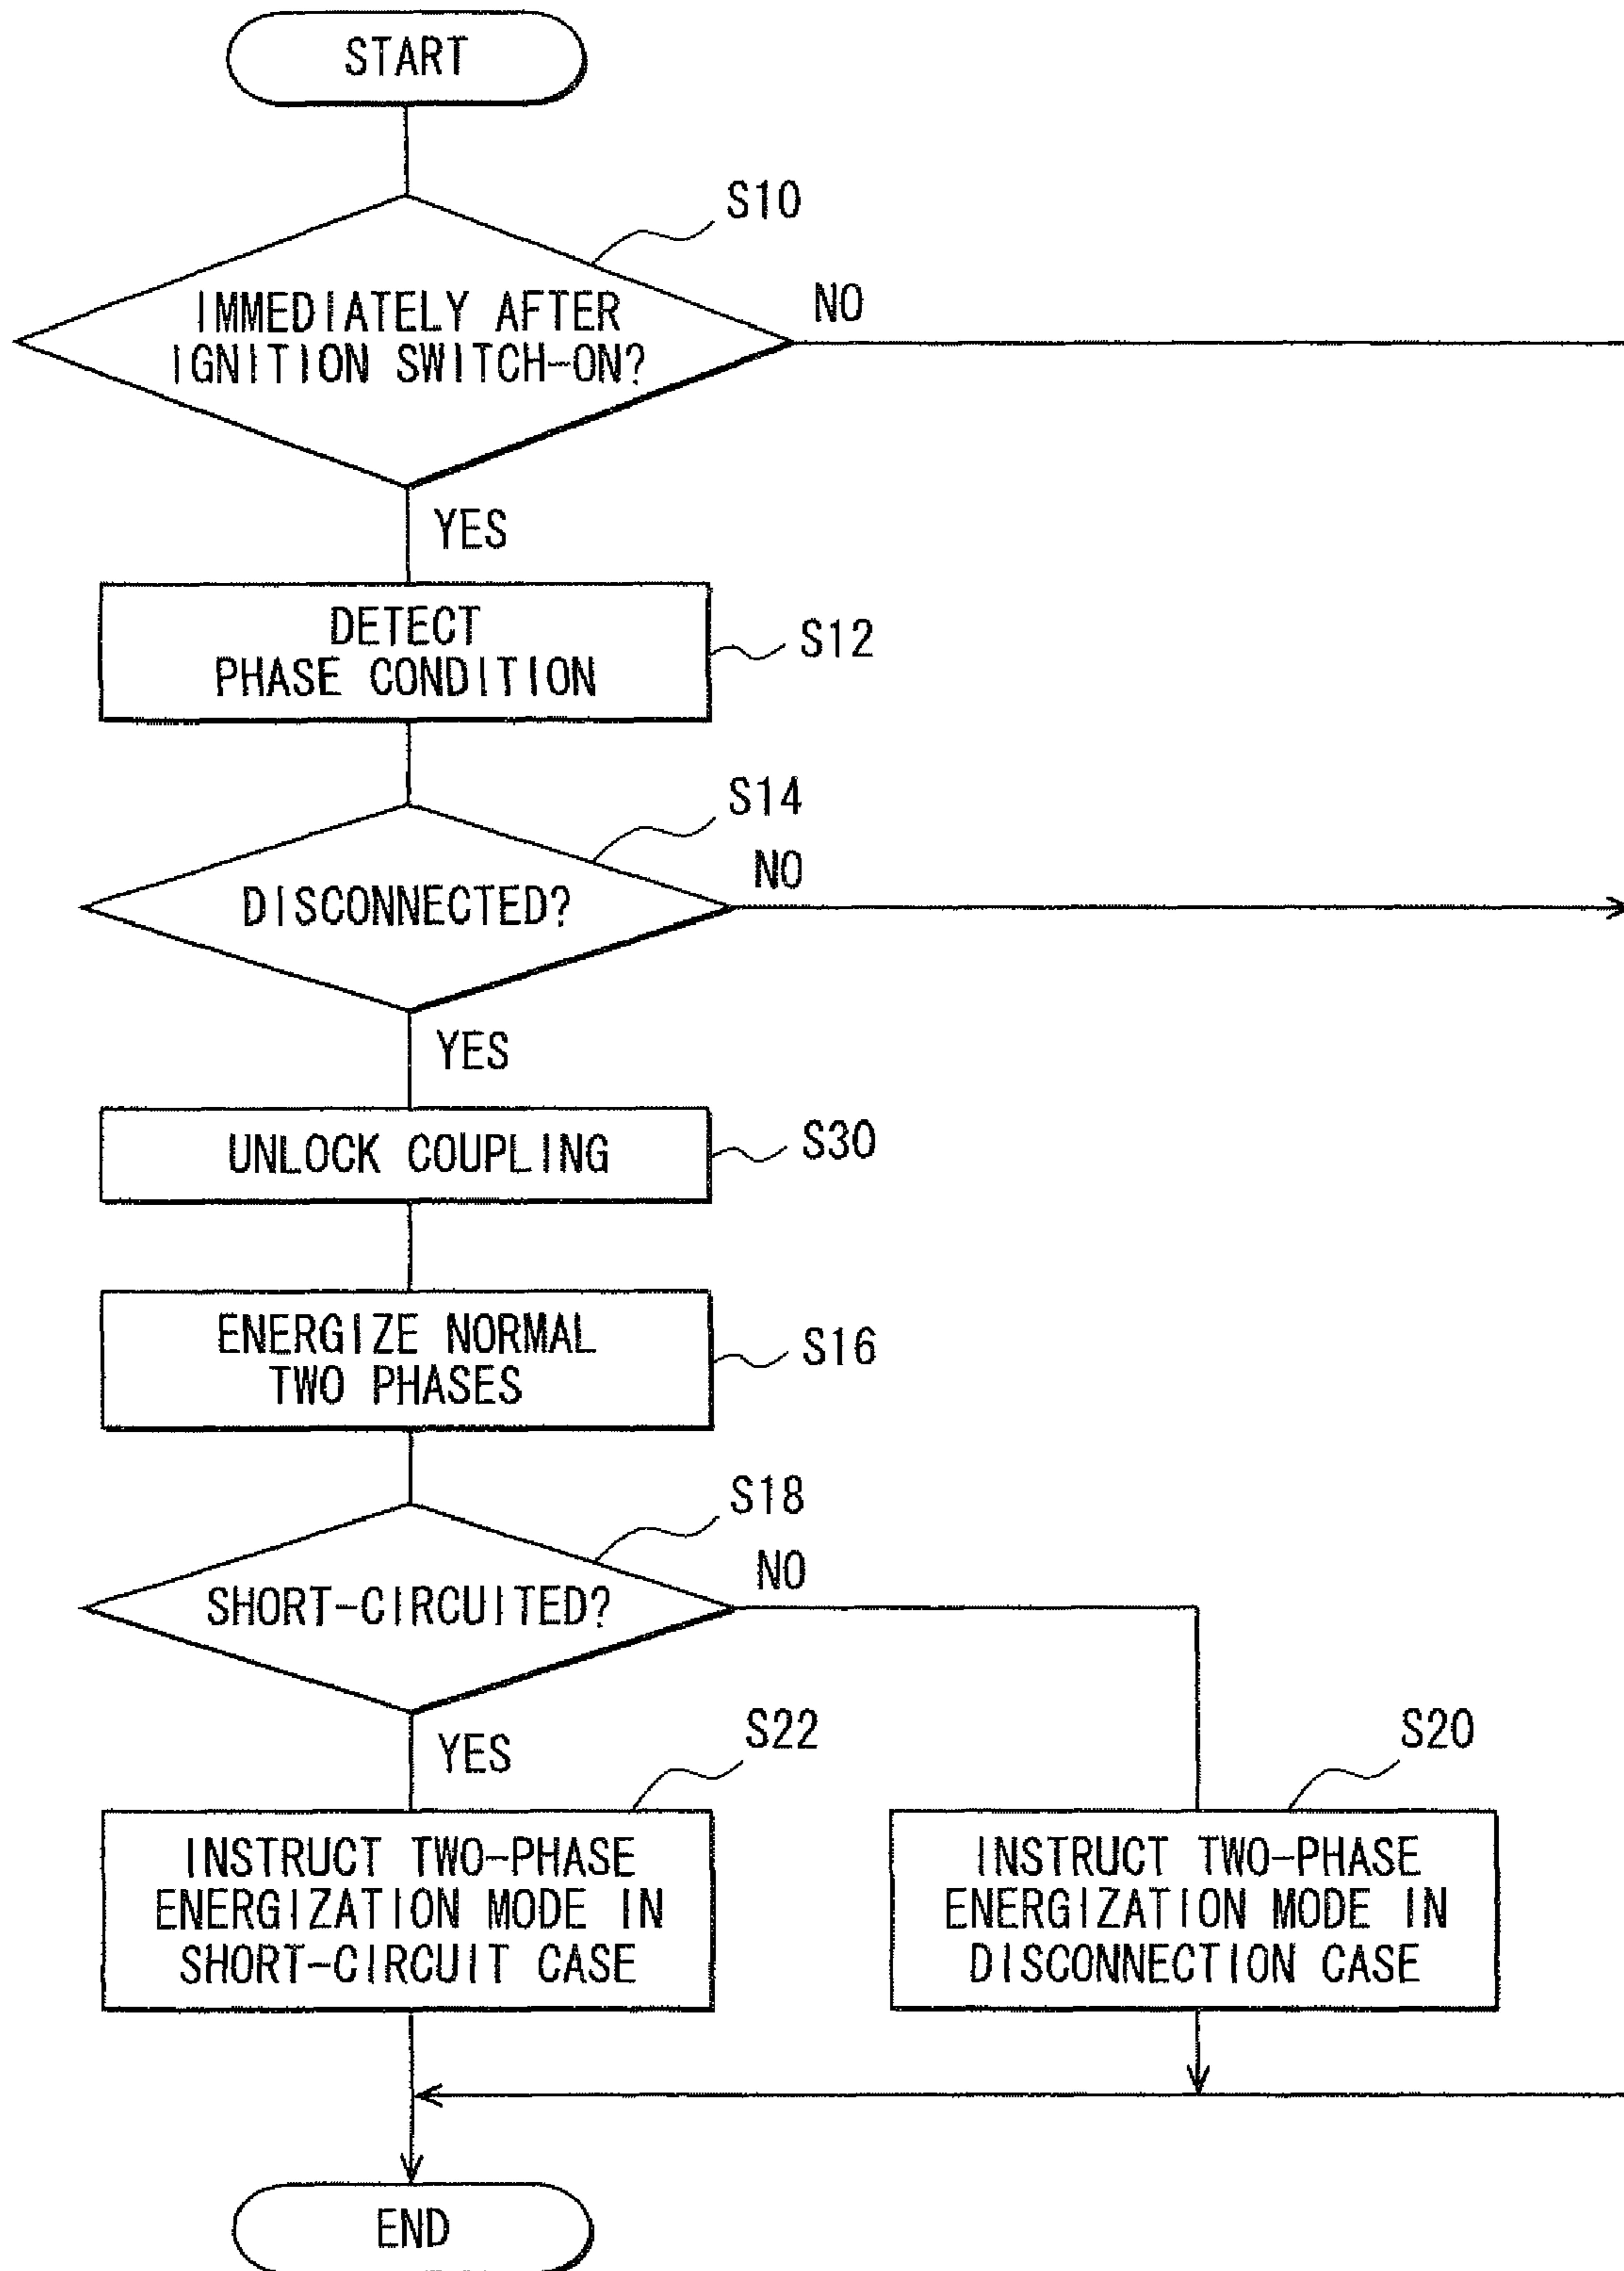 START
S10
IMMEDIATELY AFTER
IGNITION SWITCH-ON?
NO
YES
DETECT
PHASE CONDITION
S12
S14
DISCONNECTED?
NO
YES
UNLOCK COUPLING
S30
ENERGIZE NORMAL
TWO PHASES
S16
S18
SHORT-CIRCUITED?
NO
YES
S22
INSTRUCT TWO-PHASE
ENERGIZATION MODE IN
SHORT-CIRCUIT CASE
S20
INSTRUCT TWO-PHASE
ENERGIZATION MODE IN
DISCONNECTION CASE
END